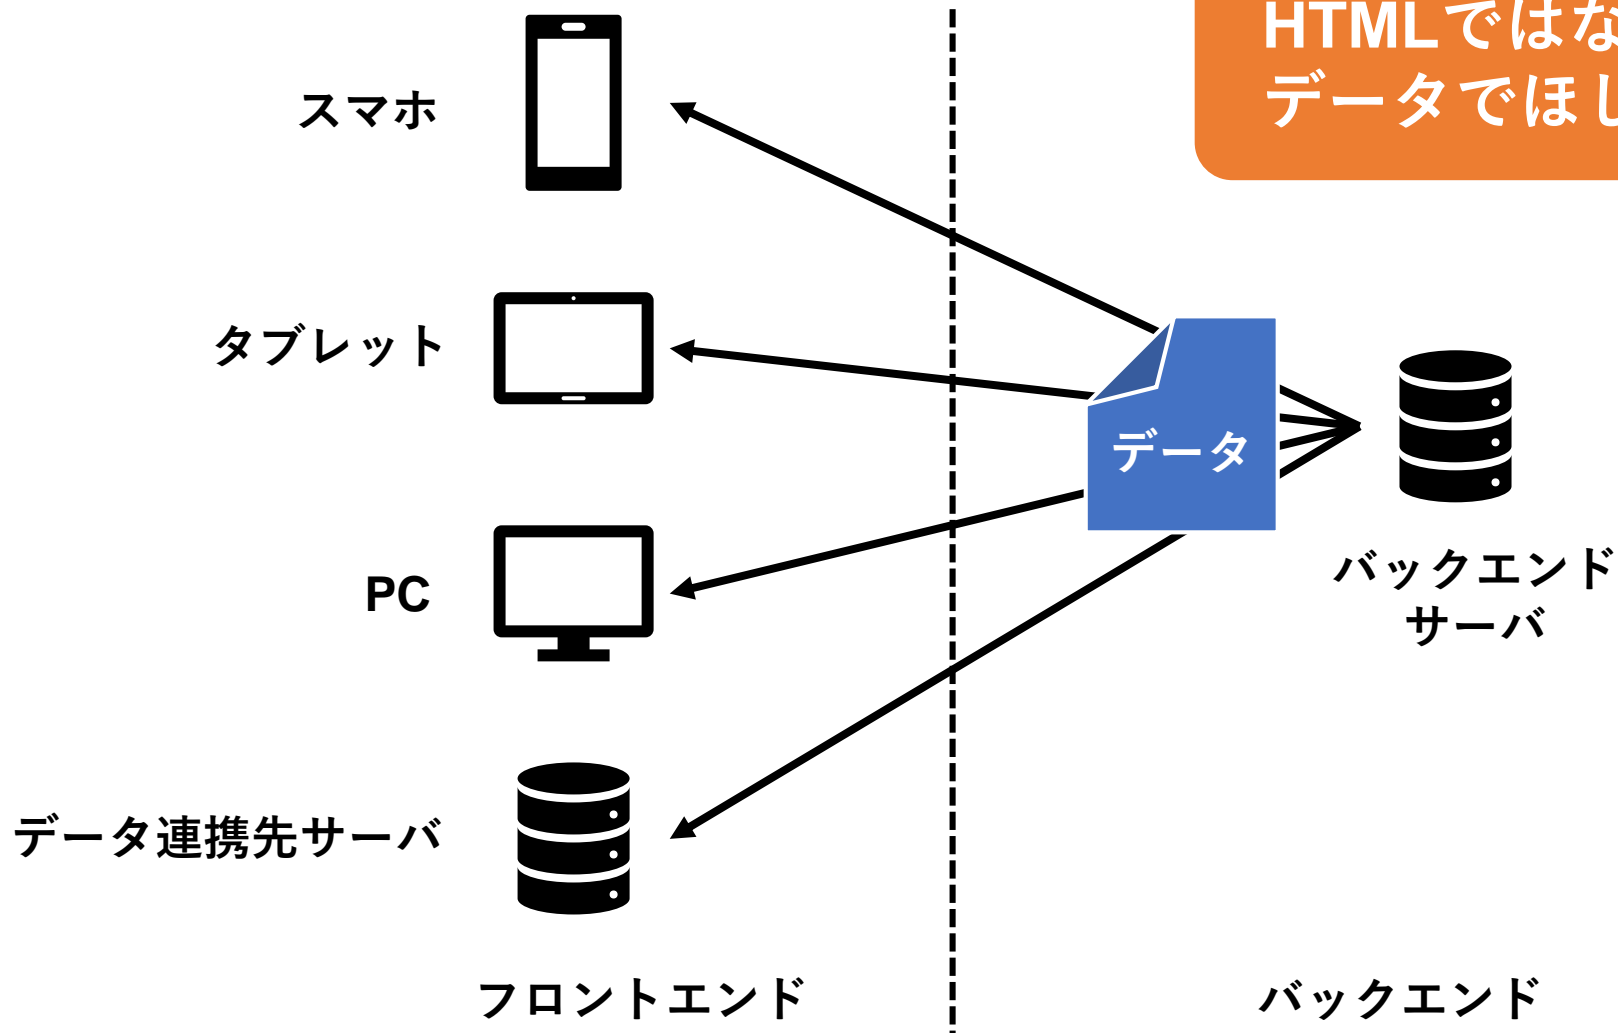 HTMLではな
データでほし
スマホ
タブレット
データ
PC
バックエンド
サーバ
データ連携先サーバ
フロントエンド
バックエンド